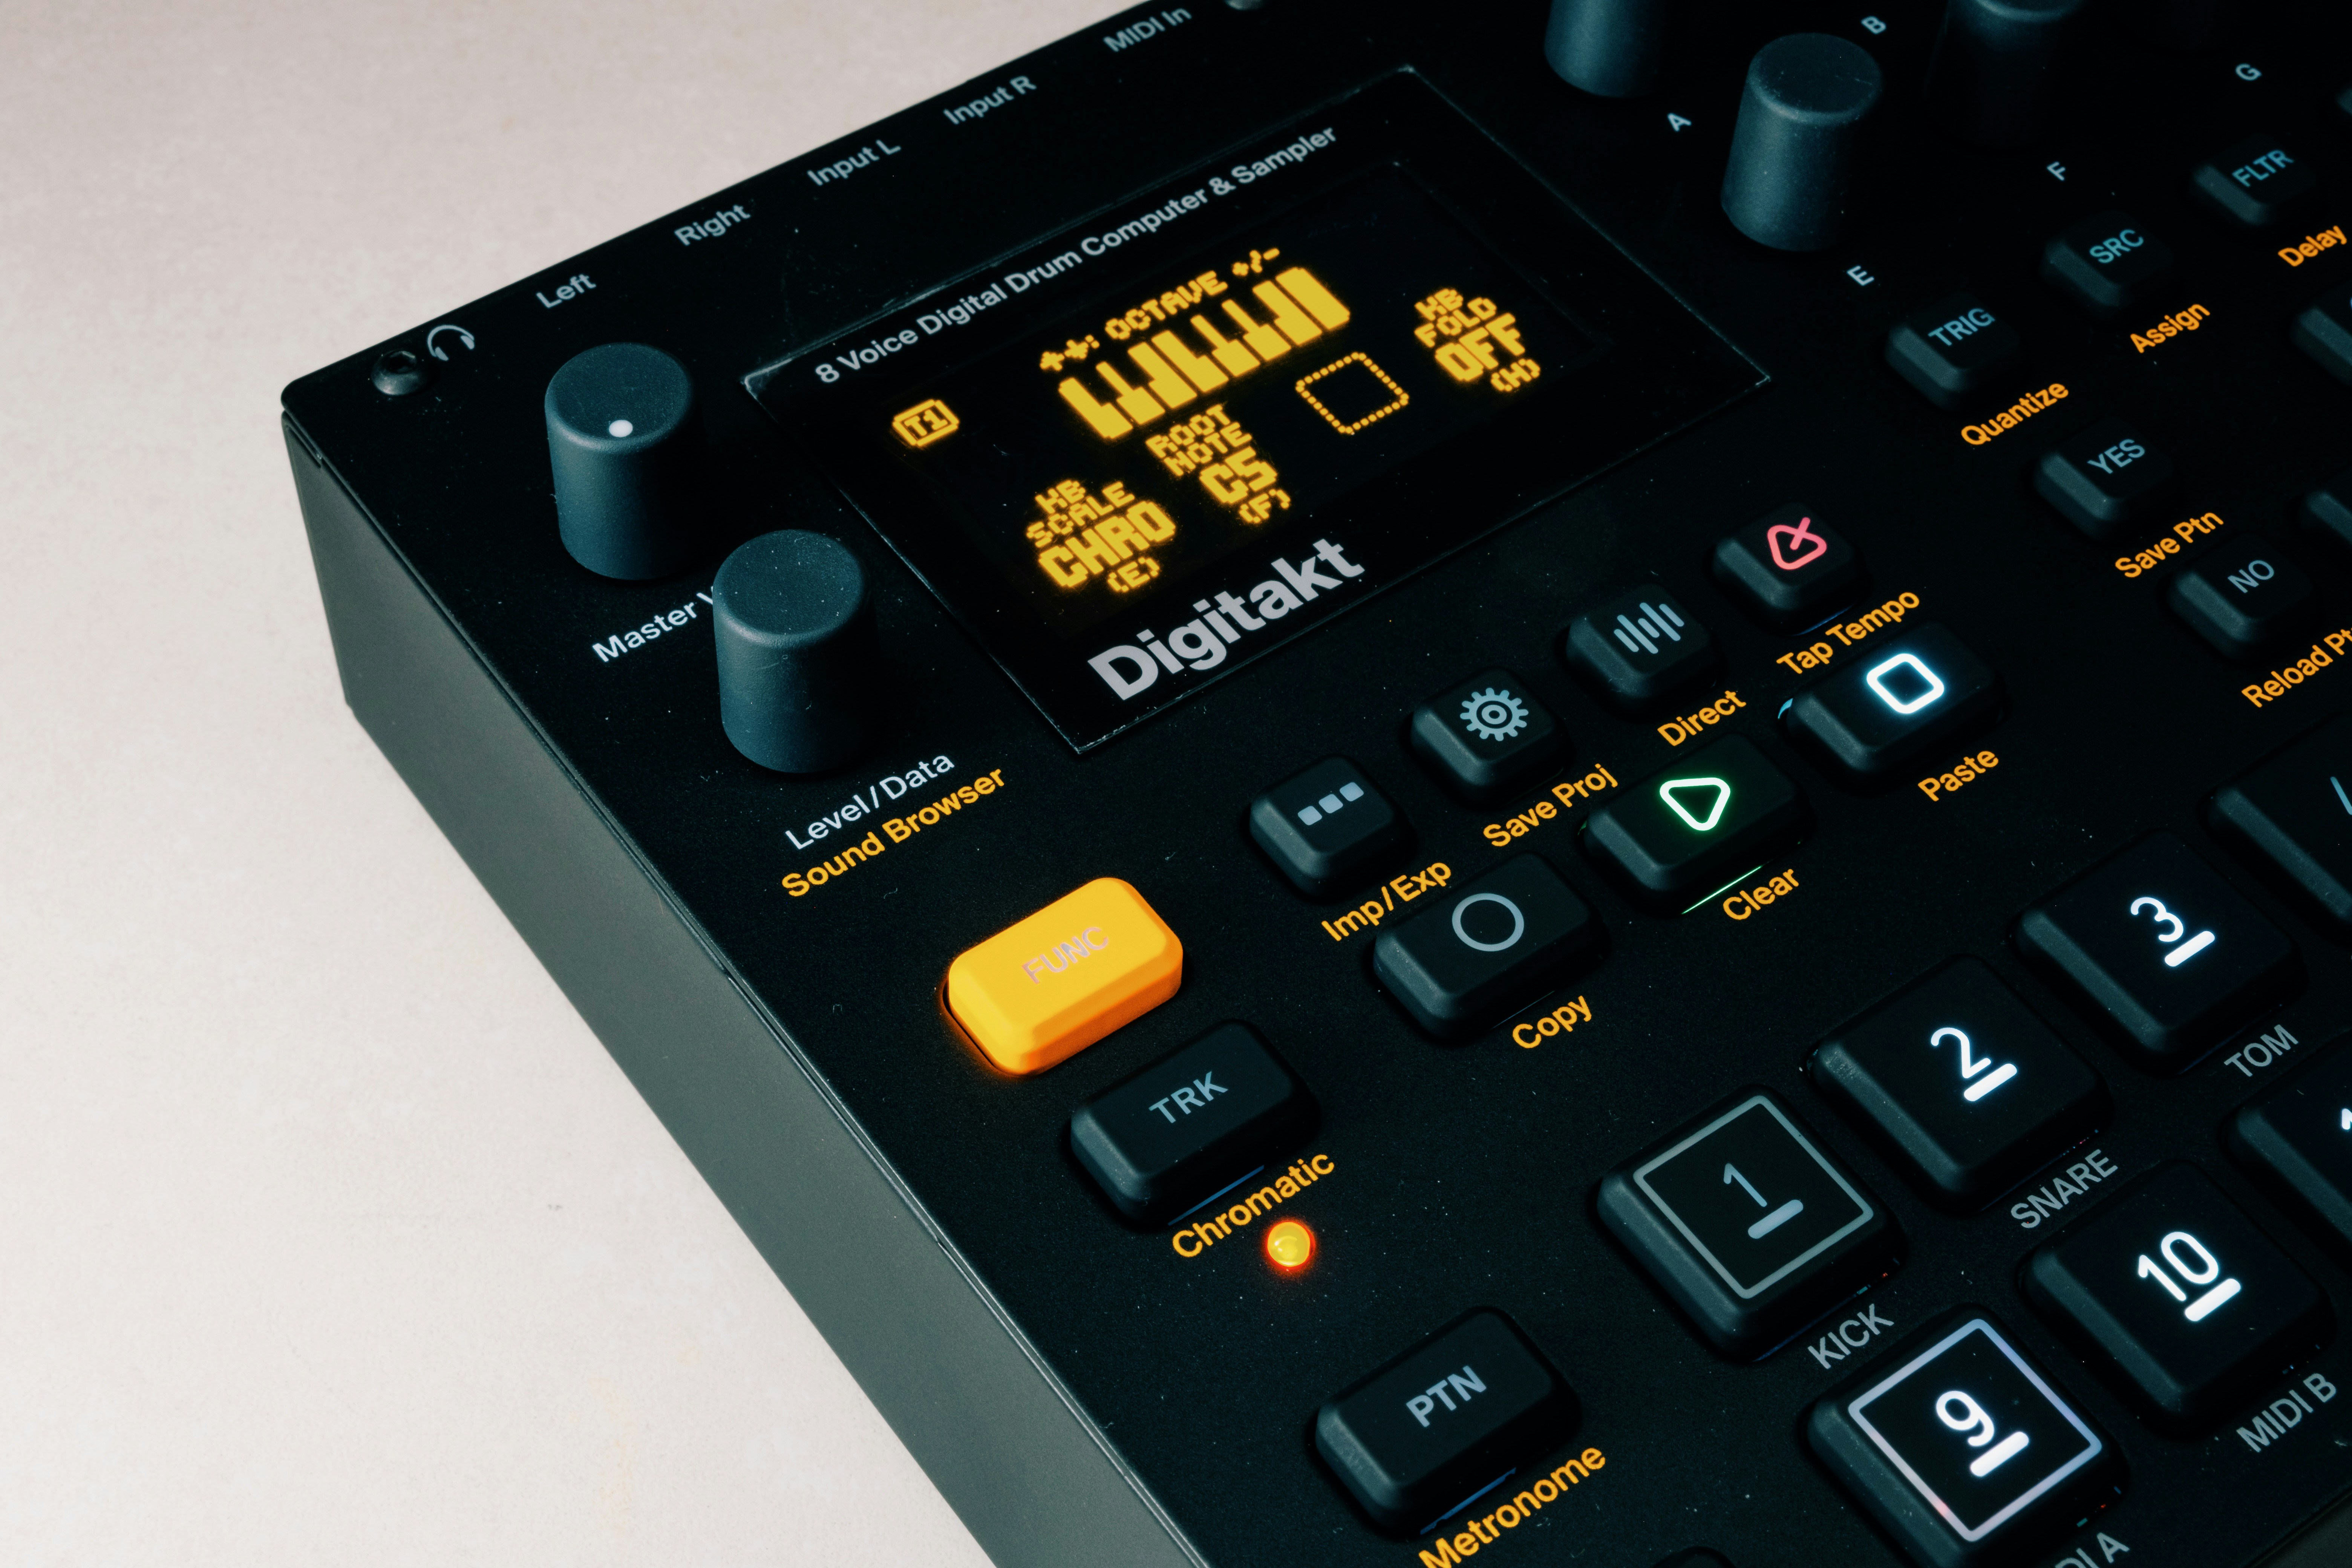 MIDI In
Input R
Input L
Right
Left
8 Voice Digital Drum Computer & Sampler
T1
OCTAVE +/-
KB
SCALE
CHRO
(E)
ROOT
NOTE
C5
(F)
KB
FOLD
OFF
(H)
Digitakt
Master
Level/Data
Sound Browser
A
B
E
F
G
TRIG
Quantize
SRC
Assign
FLTR
Delay
YES
Save Ptn
NO
Reload
Tap Tempo
Direct
Save Proj
Imp/Exp
Paste
Clear
Copy
FUNC
TRK
Chromatic
PTN
Metronome
1
KICK
2
SNARE
3
TOM
9
10
MIDI B